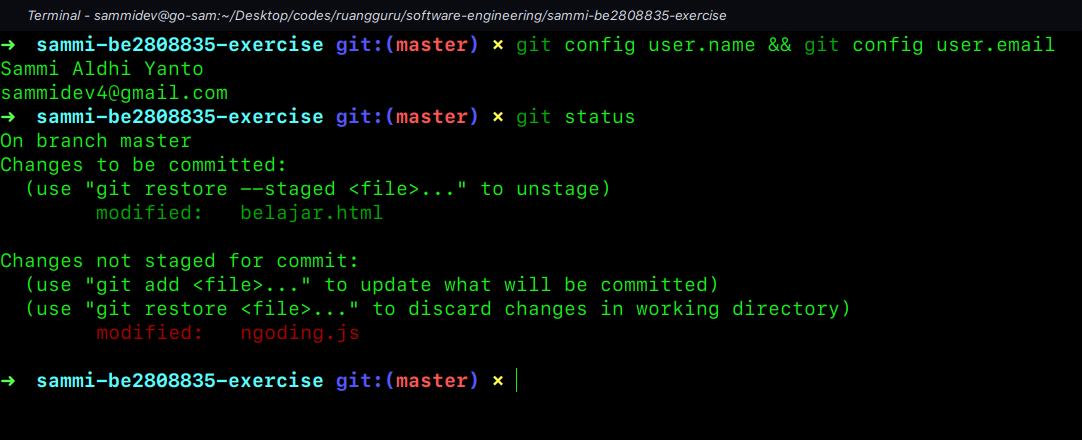 Terminal - sammidev@go-sam:~/Desktop/codes/ruangguru/software-engineering/sammi-be2808835-exercise
➜  sammi-be2808835-exercise git:(master) ✗ git config user.name && git config user.email
Sammi Aldhi Yanto
sammidev4@gmail.com
➜  sammi-be2808835-exercise git:(master) ✗ git status
On branch master
Changes to be committed:
  (use "git restore --staged <file>..." to unstage)
        modified:   belajar.html

Changes not staged for commit:
  (use "git add <file>..." to update what will be committed)
  (use "git restore <file>..." to discard changes in working directory)
        modified:   ngoding.js

➜  sammi-be2808835-exercise git:(master) ✗